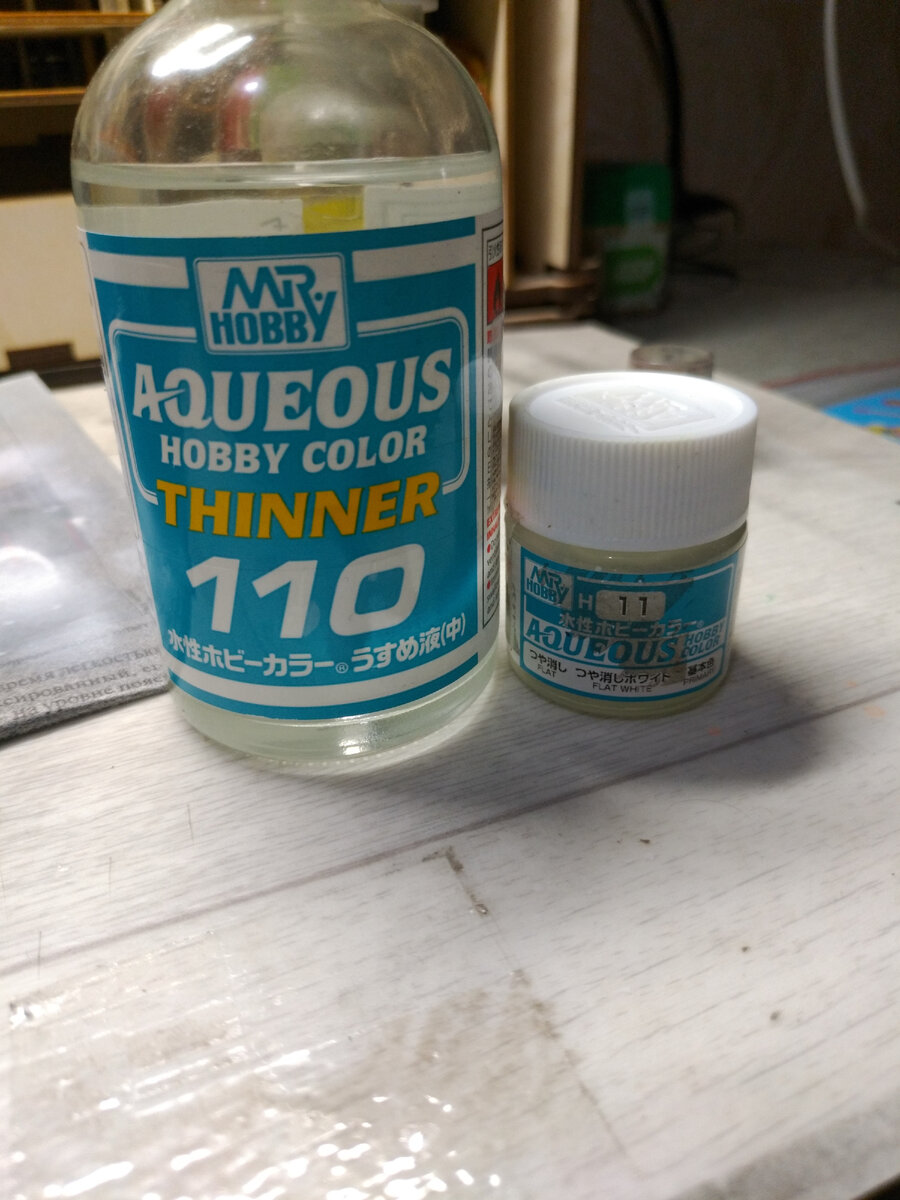 MR.
HOBBY
AQUEOUS
HOBBY COLOR
THINNER
110
水性ホビーカラー®うすめ液(中)
MR.
HOBBY
H 11
水性ホビーカラー®
AQUEOUS HOBBY COLOR
つや消し
FLAT
つや消しホワイト
FLAT WHITE
基本色
PRIMARY